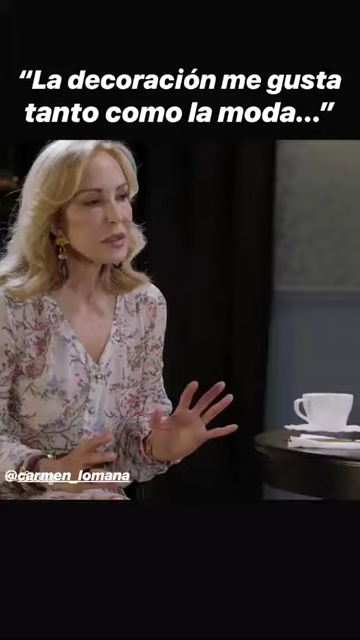 “La decoración me gusta
tanto como la moda...”
@carmen_lomana